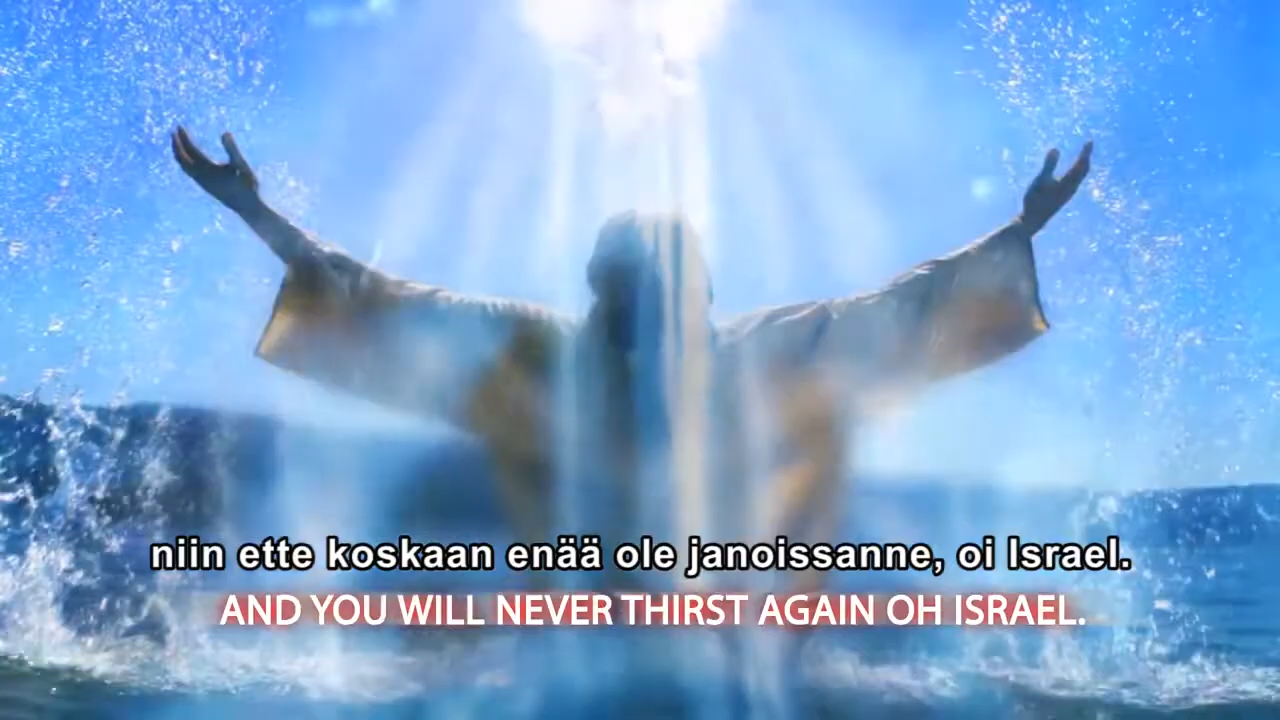 niin ette koskaan enää ole janoissanne, oi Israel.
AND YOU WILL NEVER THIRST AGAIN OH ISRAEL.